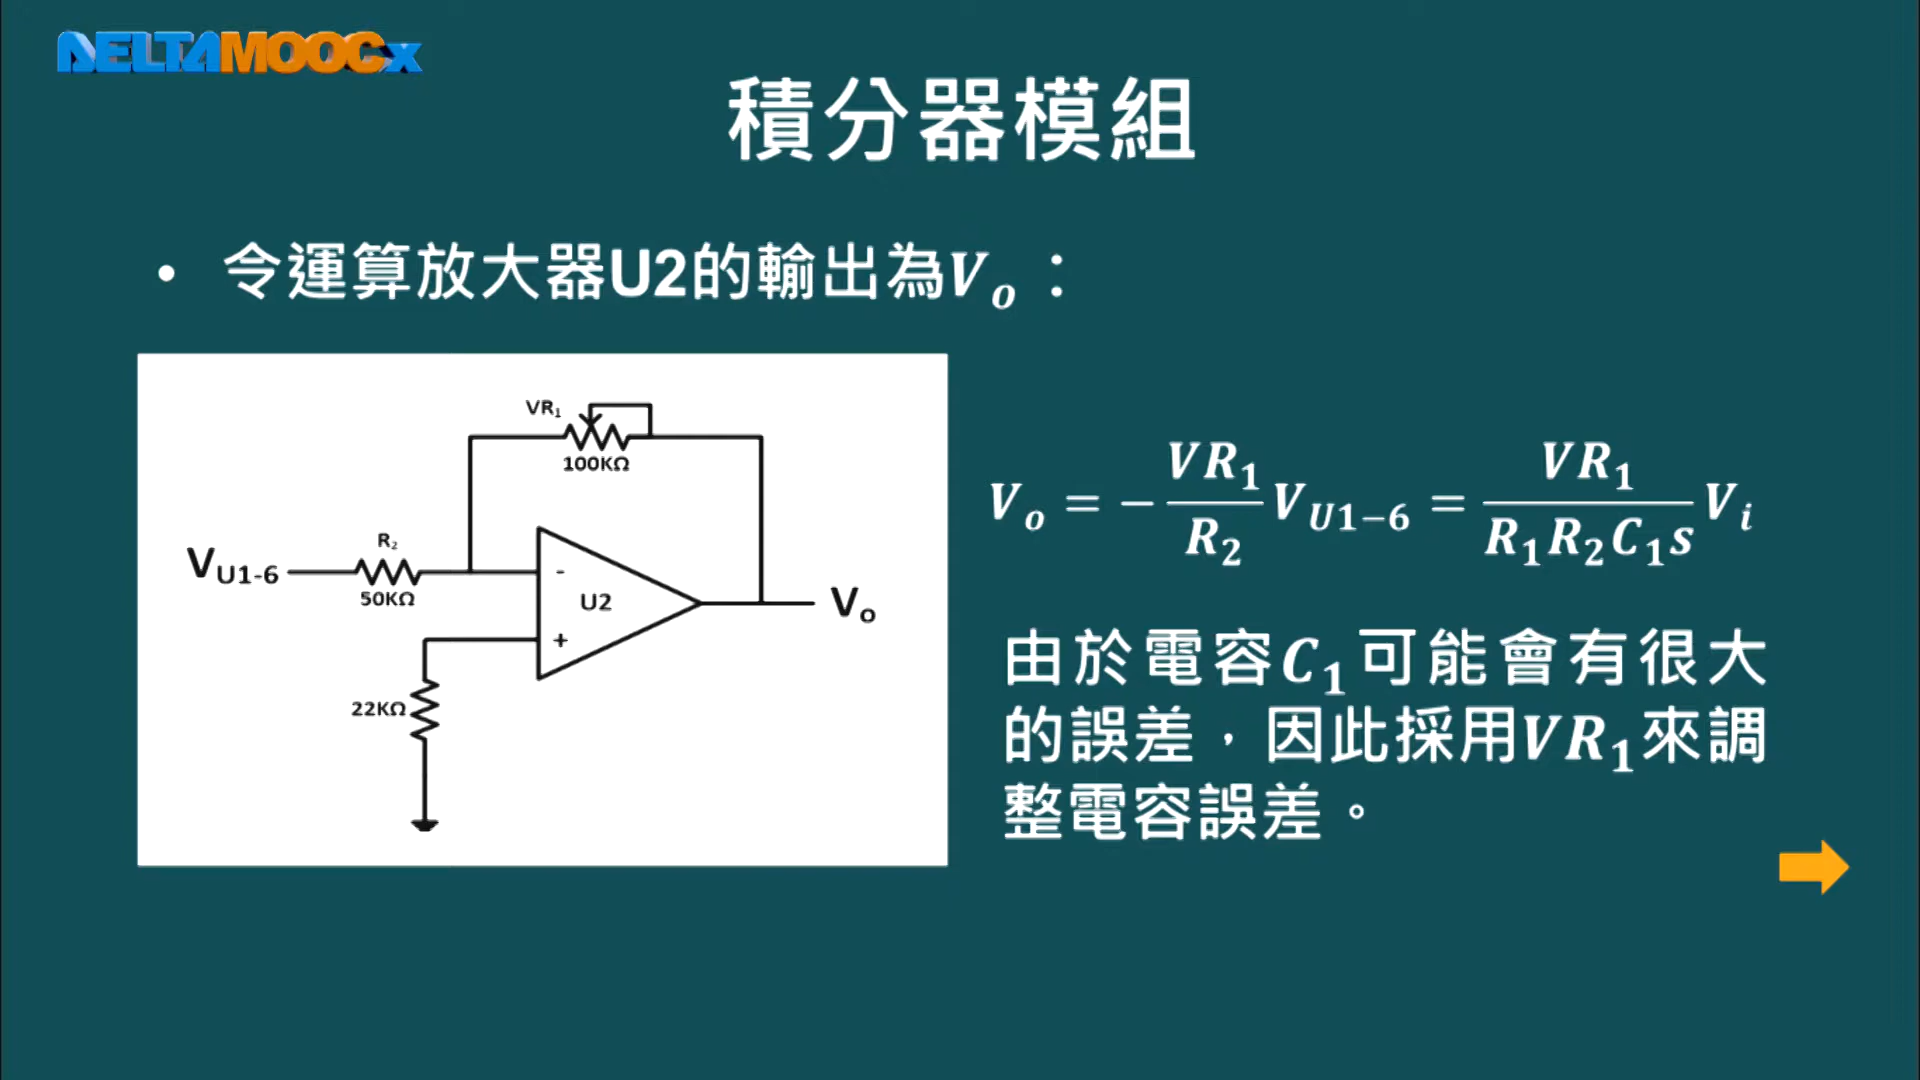 DELTAMOOCx
積分器模組
• 令運算放大器U2的輸出為Vₒ：
VR₁
100KΩ
R₂
V_U1-6
50KΩ
-
U2
+
Vₒ
22KΩ
Vₒ = −(VR₁/R₂)V_U1−6 = (VR₁/(R₁R₂C₁s))Vᵢ
由於電容C₁可能會有很大
的誤差，因此採用VR₁來調
整電容誤差。